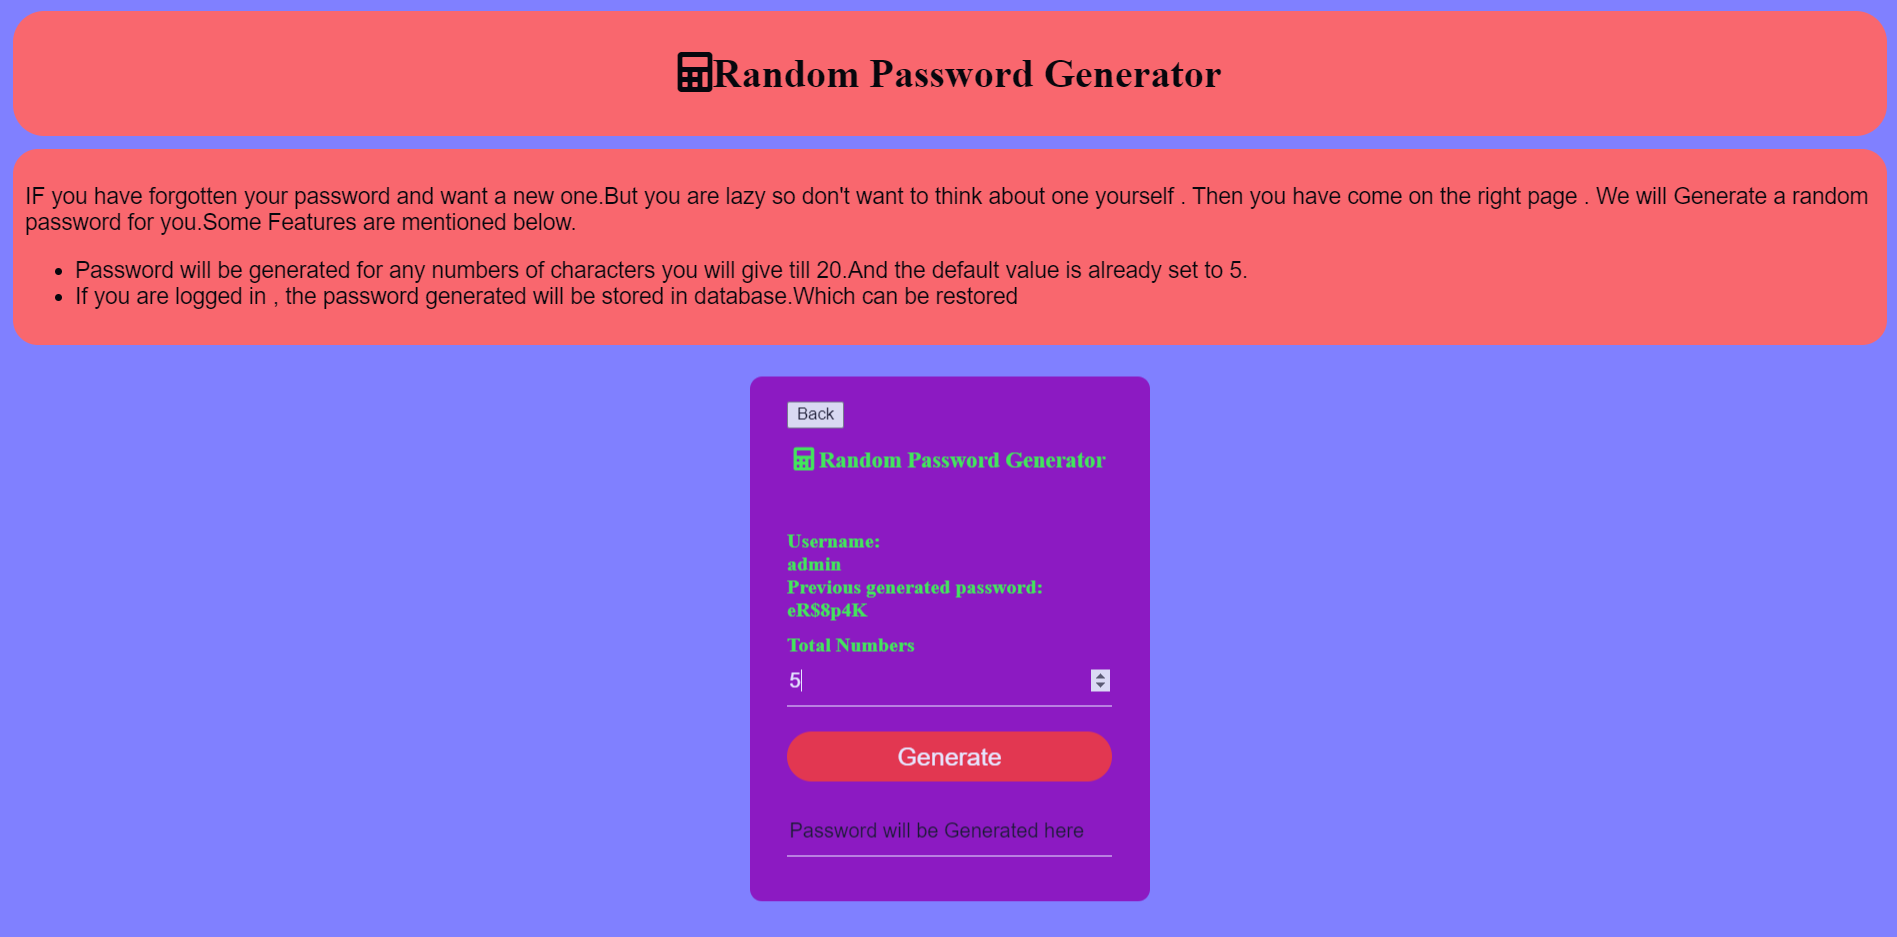 Random Password Generator
IF you have forgotten your password and want a new one.But you are lazy so don't want to think about one yourself . Then you have come on the right page . We will Generate a random
password for you.Some Features are mentioned below.
Password will be generated for any numbers of characters you will give till 20.And the default value is already set to 5.
If you are logged in , the password generated will be stored in database.Which can be restored
Back
Random Password Generator
Username:
admin
Previous generated password:
eR$8p4K
Total Numbers
5
Generate
Password will be Generated here